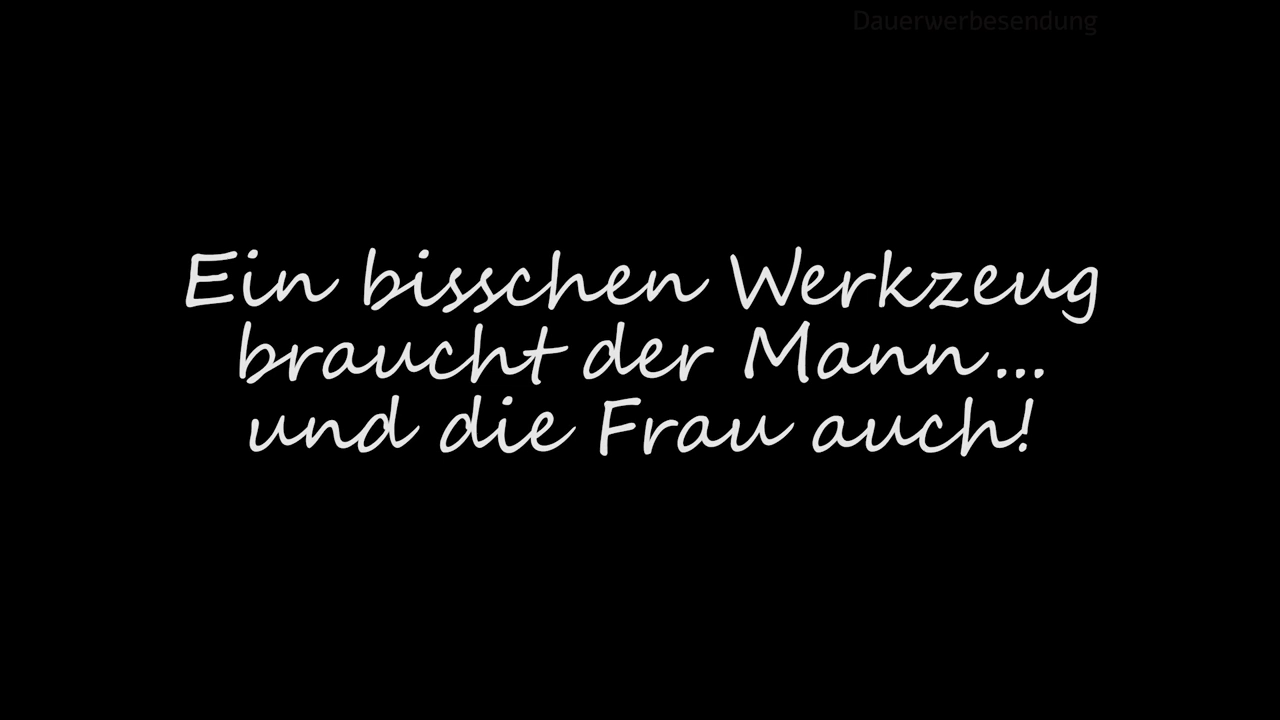 Dauerwerbesendung
Ein bisschen Werkzeug
braucht der Mann...
und die Frau auch!